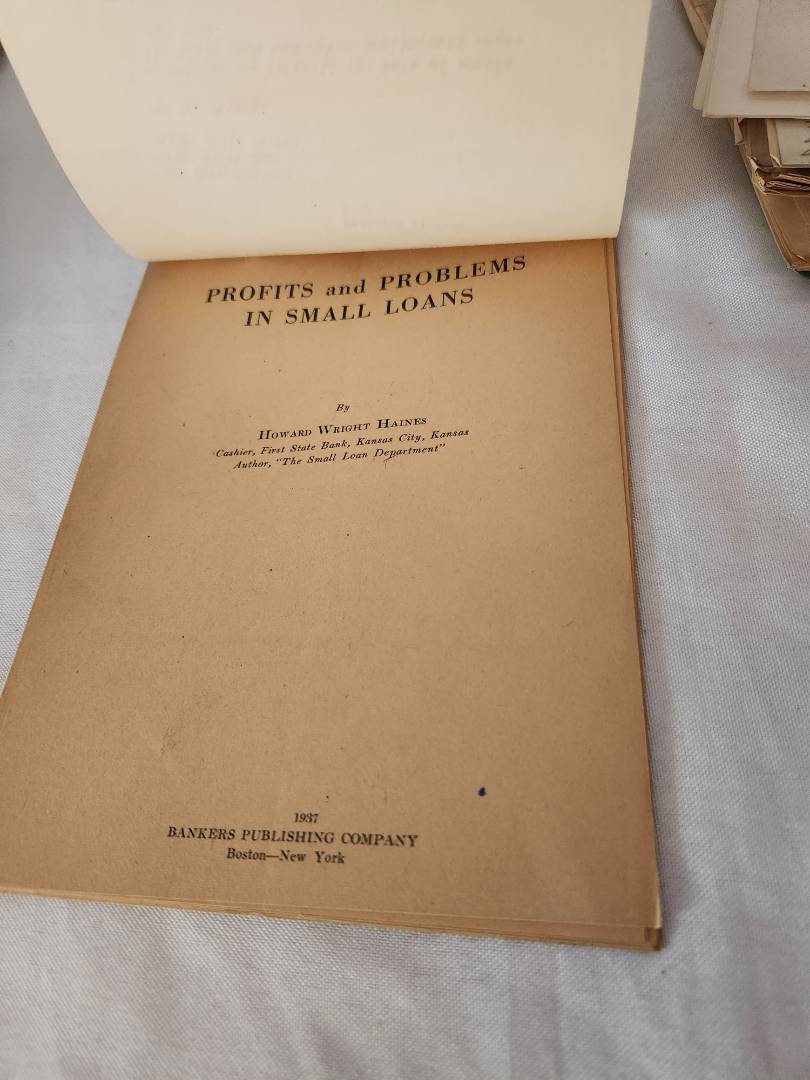 PROFITS and PROBLEMS
IN SMALL LOANS
By
HOWARD WRIGHT HAINES
Cashier, First State Bank, Kansas City, Kansas
Author, "The Small Loan Department"
1937
BANKERS PUBLISHING COMPANY
Boston—New York